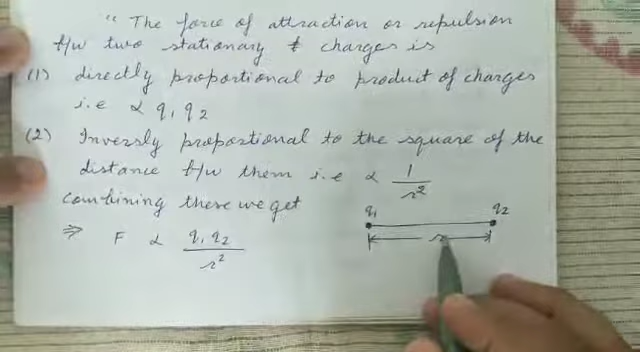 " The force of attraction or repulsion
b/w two stationary charges is
(1) directly proportional to product of charges
i.e ∝ q1 q2
(2) Inversly proportional to the square of the
distance b/w them i.e ∝ 1/r²
combining these we get
q1 q2
⇒ F ∝ q1 q2 / r²
r